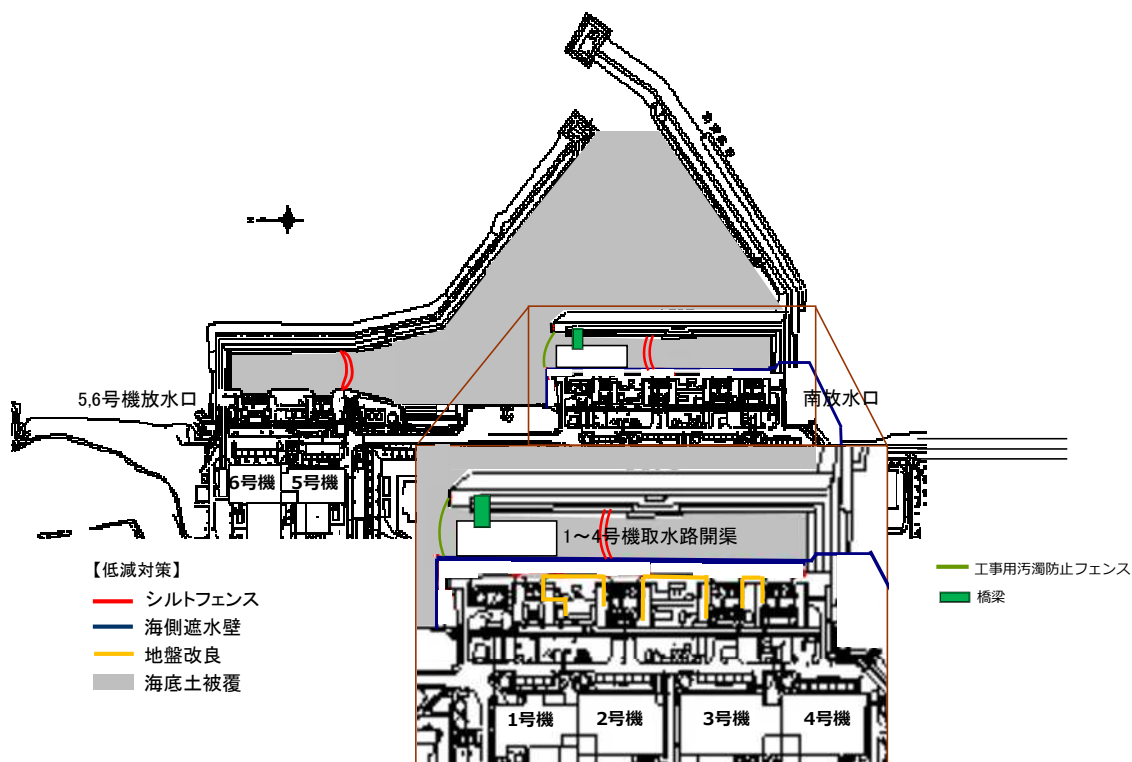 5,6号機放水口
南放水口
6号機
5号機
1～4号機取水路開渠
【低減対策】
シルトフェンス
海側遮水壁
地盤改良
海底土被覆
工事用汚濁防止フェンス
橋梁
1号機
2号機
3号機
4号機